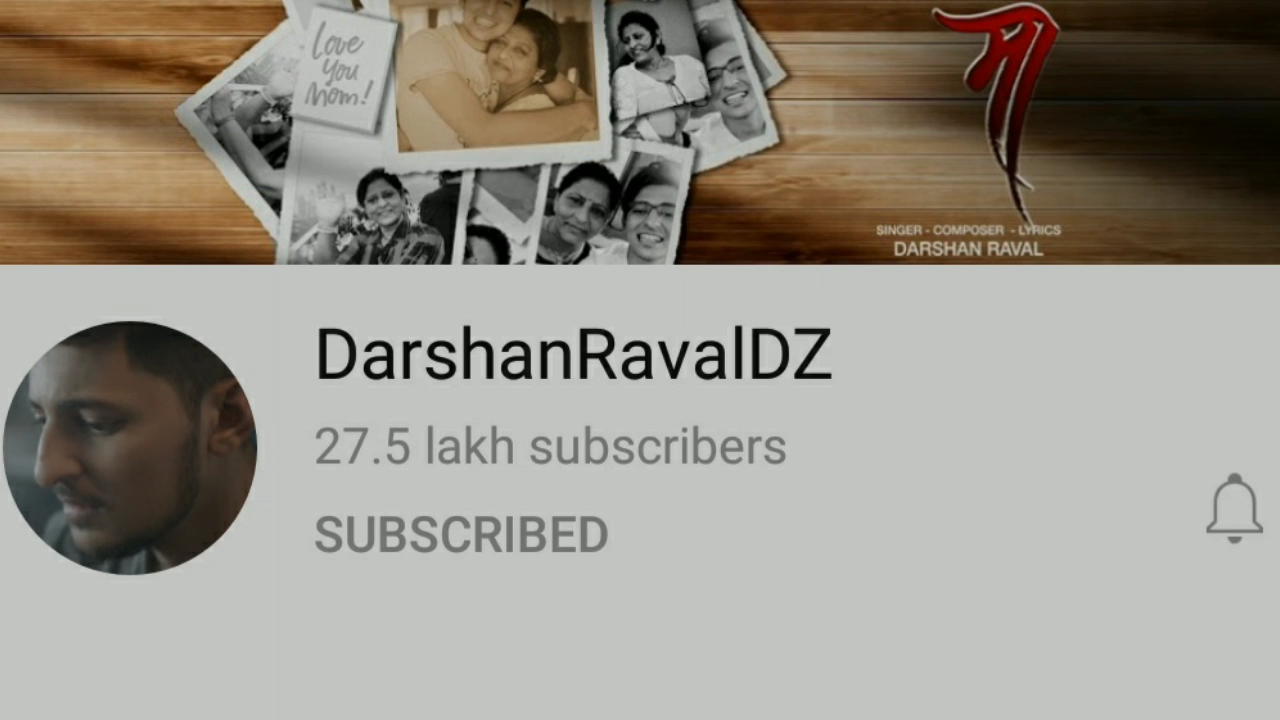 Love
You
Mom!
माँ
SINGER - COMPOSER - LYRICS
DARSHAN RAVAL
DarshanRavalDZ
27.5 lakh subscribers
SUBSCRIBED